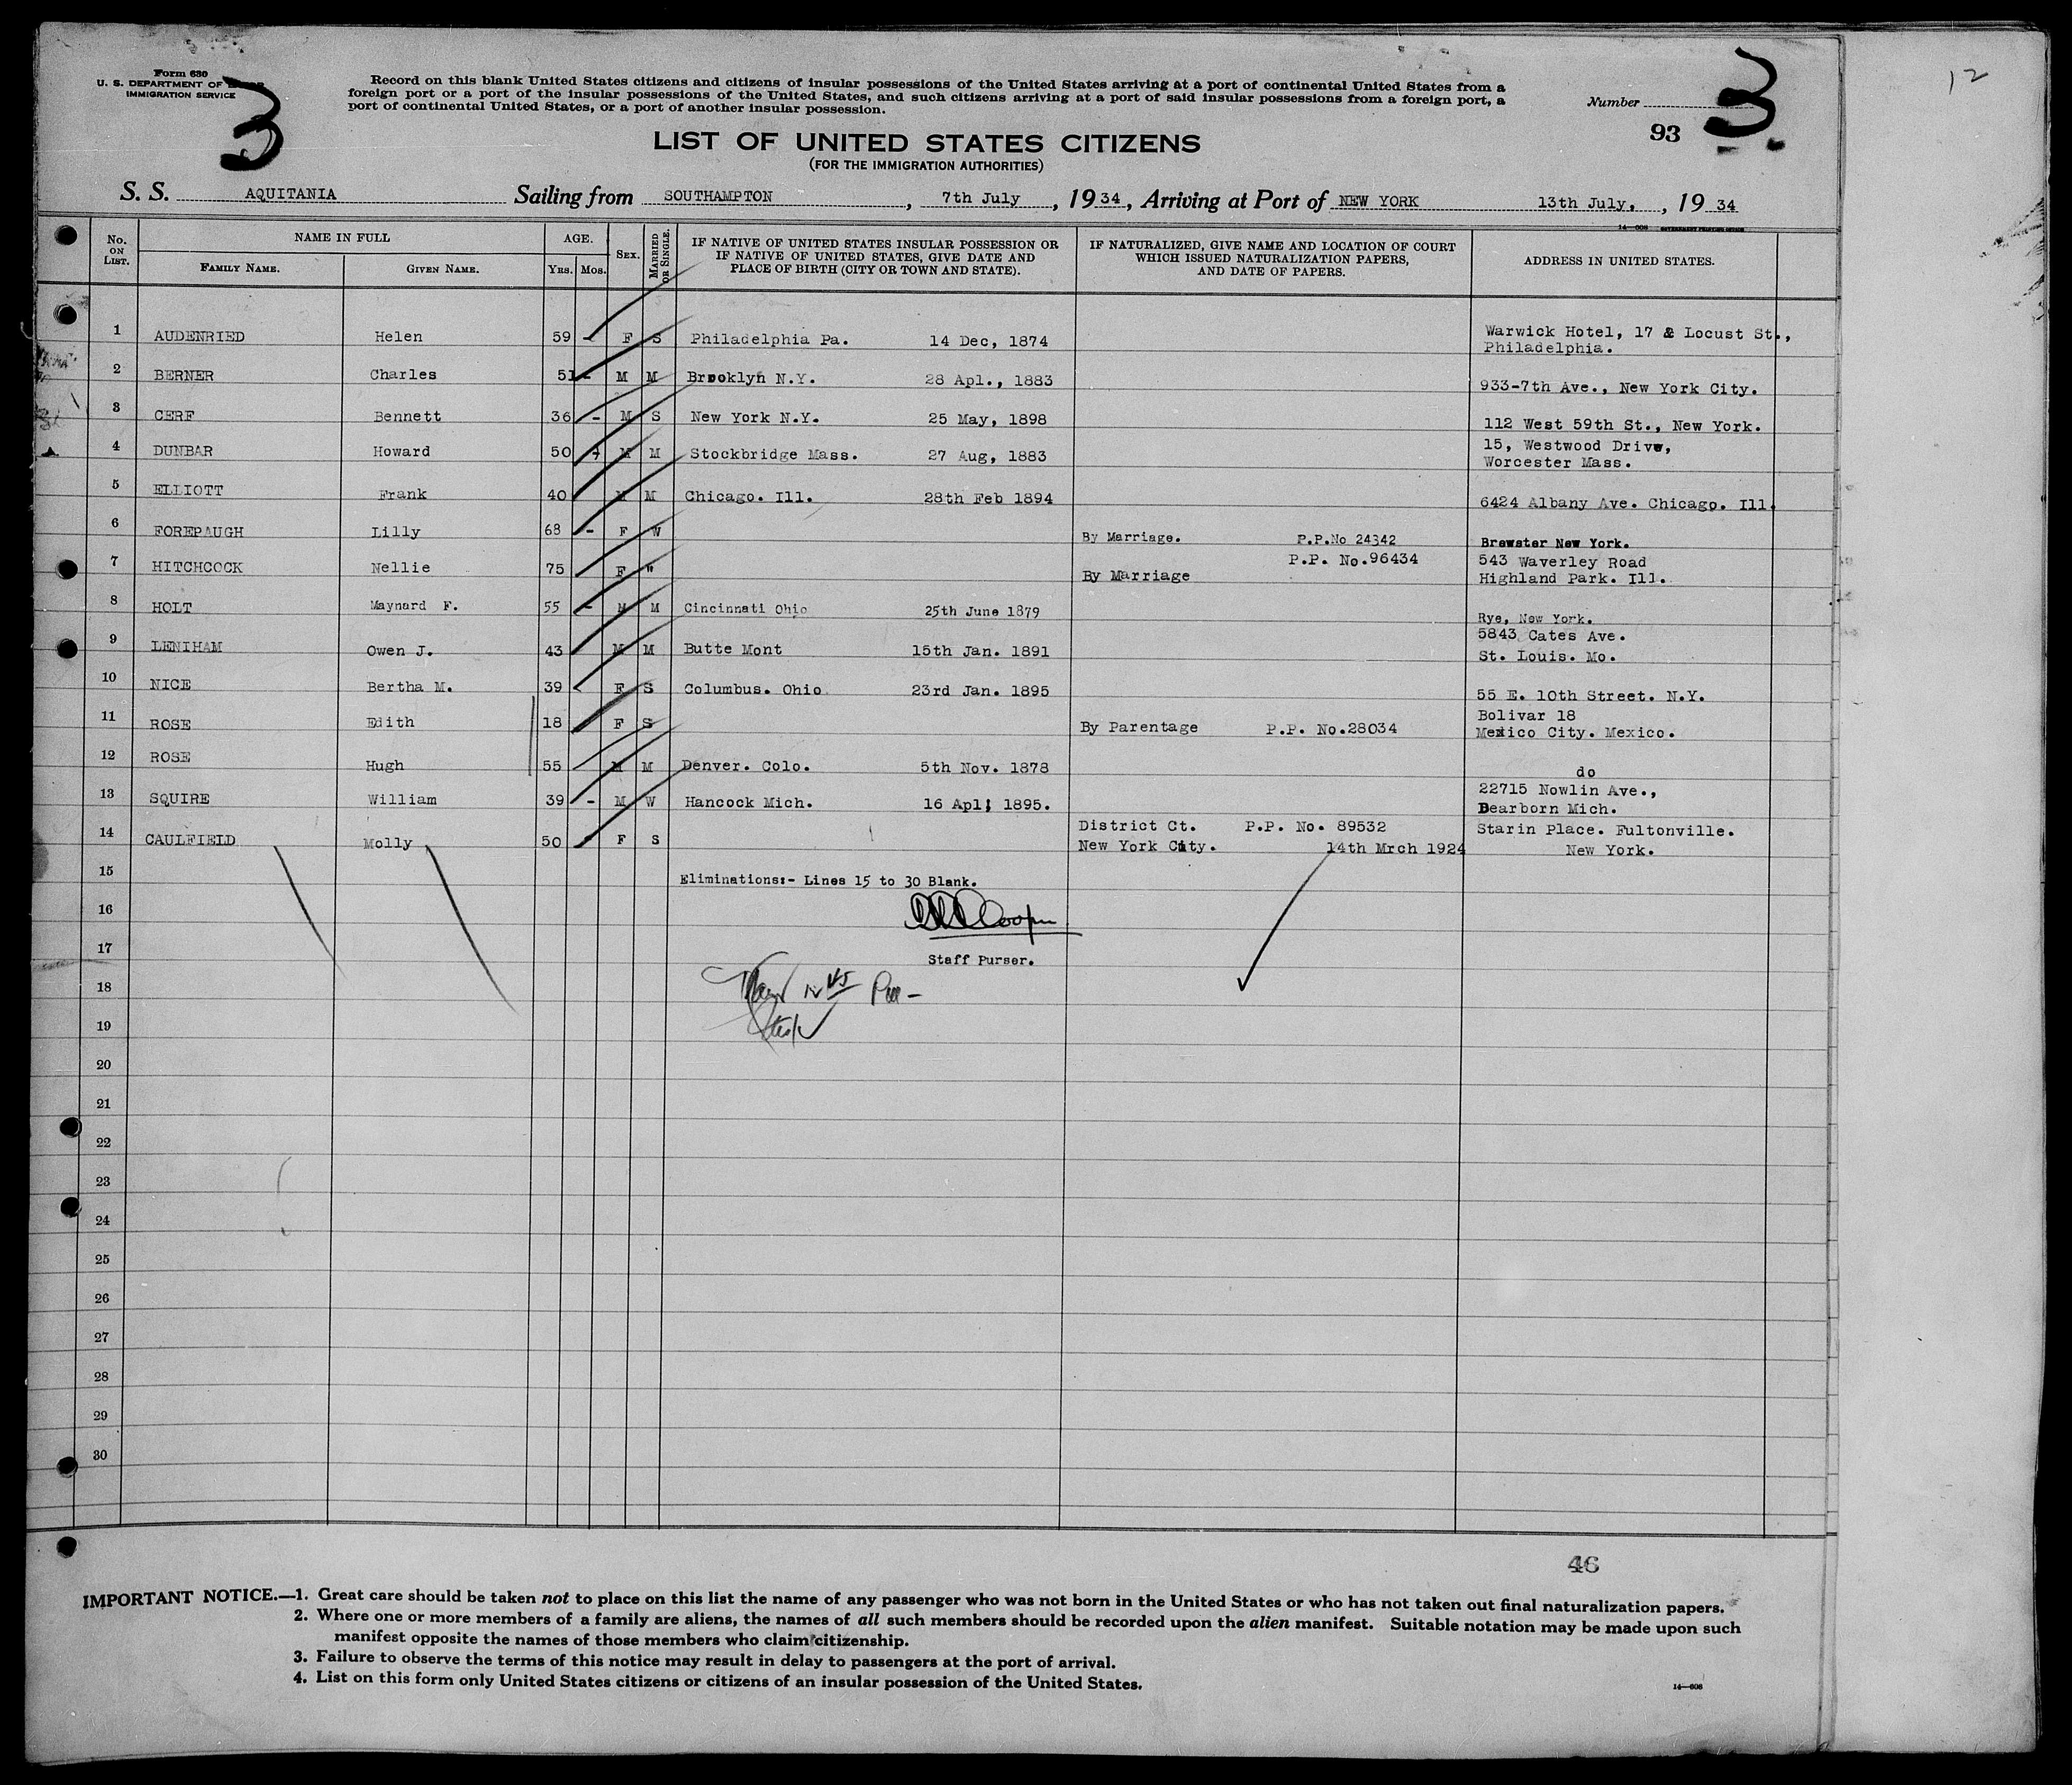 Form 630
U. S. DEPARTMENT OF
IMMIGRATION SERVICE
3
Record on this blank United States citizens and citizens of insular possessions of the United States arriving at a port of continental United States from a
foreign port or a port of the insular possessions of the United States, and such citizens arriving at a port of said insular possessions from a foreign port, a
port of continental United States, or a port of another insular possession.
Number 3
93
12
LIST OF UNITED STATES CITIZENS
(FOR THE IMMIGRATION AUTHORITIES)
S. S. AQUITANIA Sailing from SOUTHAMPTON, 7th July, 1934, Arriving at Port of NEW YORK 13th July., 1934
No. ON LIST. NAME IN FULL FAMILY NAME. GIVEN NAME. AGE. YRS. MOS. SEX. MARRIED OR SINGLE. IF NATIVE OF UNITED STATES INSULAR POSSESSION OR IF NATIVE OF UNITED STATES, GIVE DATE AND PLACE OF BIRTH (CITY OR TOWN AND STATE). IF NATURALIZED, GIVE NAME AND LOCATION OF COURT WHICH ISSUED NATURALIZATION PAPERS, AND DATE OF PAPERS. ADDRESS IN UNITED STATES.
1 AUDENRIED Helen 59 - F S Philadelphia Pa. 14 Dec, 1874 Warwick Hotel, 17 & Locust St., Philadelphia.
2 BERNER Charles 51 - M M Brooklyn N.Y. 28 Apl., 1883 933-7th Ave., New York City.
3 CERF Bennett 36 - M S New York N.Y. 25 May, 1898 112 West 59th St., New York.
4 DUNBAR Howard 50 M M Stockbridge Mass. 27 Aug, 1883 15, Westwood Drive, Worcester Mass.
5 ELLIOTT Frank 40 M M Chicago. Ill. 28th Feb 1894 6424 Albany Ave. Chicago. Ill.
6 FOREPAUGH Lilly 68 - F W By Marriage. P.P.No 24342 Brewster New York.
7 HITCHCOCK Nellie 75 F " By Marriage P.P. No.96434 543 Waverley Road Highland Park. Ill.
8 HOLT Maynard F. 55 - M M Cincinnati Ohio 25th June 1879 Rye, New York.
9 LENIHAM Owen J. 43 M M Butte Mont 15th Jan. 1891 5843 Cates Ave. St. Louis. Mo.
10 NICE Bertha M. 39 F S Columbus. Ohio 23rd Jan. 1895 55 E. 10th Street. N.Y.
11 ROSE Edith 18 F S By Parentage P.P. No.28034 Bolivar 18 Mexico City. Mexico.
12 ROSE Hugh 55 M M Denver. Colo. 5th Nov. 1878 do
13 SQUIRE William 39 - M W Hancock Mich. 16 Apl; 1895. 22715 Nowlin Ave., Dearborn Mich.
14 CAULFIELD Molly 50 F S District Ct. P.P. No. 89532 New York City. 14th Mrch 1924 Starin Place. Fultonville. New York.
15 Eliminations:- Lines 15 to 30 Blank.
16 Cooper
17 Staff Purser.
18
19
20
21
22
23
24
25
26
27
28
29
30
46
IMPORTANT NOTICE.—1. Great care should be taken not to place on this list the name of any passenger who was not born in the United States or who has not taken out final naturalization papers.
2. Where one or more members of a family are aliens, the names of all such members should be recorded upon the alien manifest. Suitable notation may be made upon such
manifest opposite the names of those members who claim citizenship.
3. Failure to observe the terms of this notice may result in delay to passengers at the port of arrival.
4. List on this form only United States citizens or citizens of an insular possession of the United States.
14—608